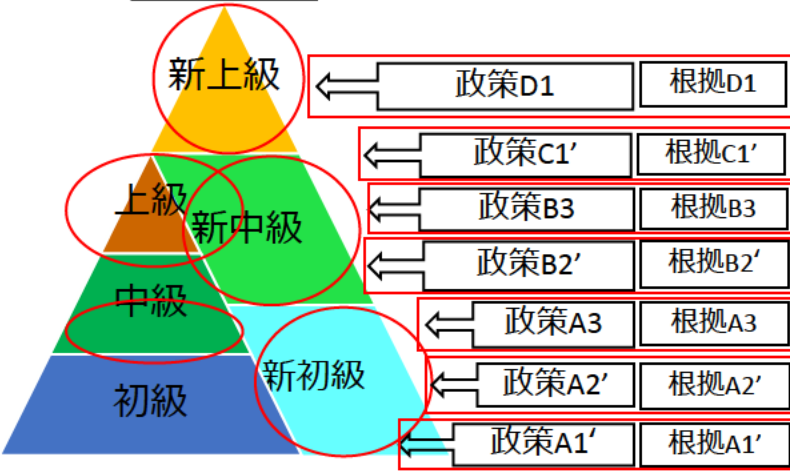 新上級
政策D1
根拠D1
政策C1’
根拠C1’
上級
新中級
政策B3
根拠B3
政策B2’
根拠B2‘
中級
政策A3
根拠A3
初級
新初級
政策A2’
根拠A2’
政策A1‘
根拠A1’